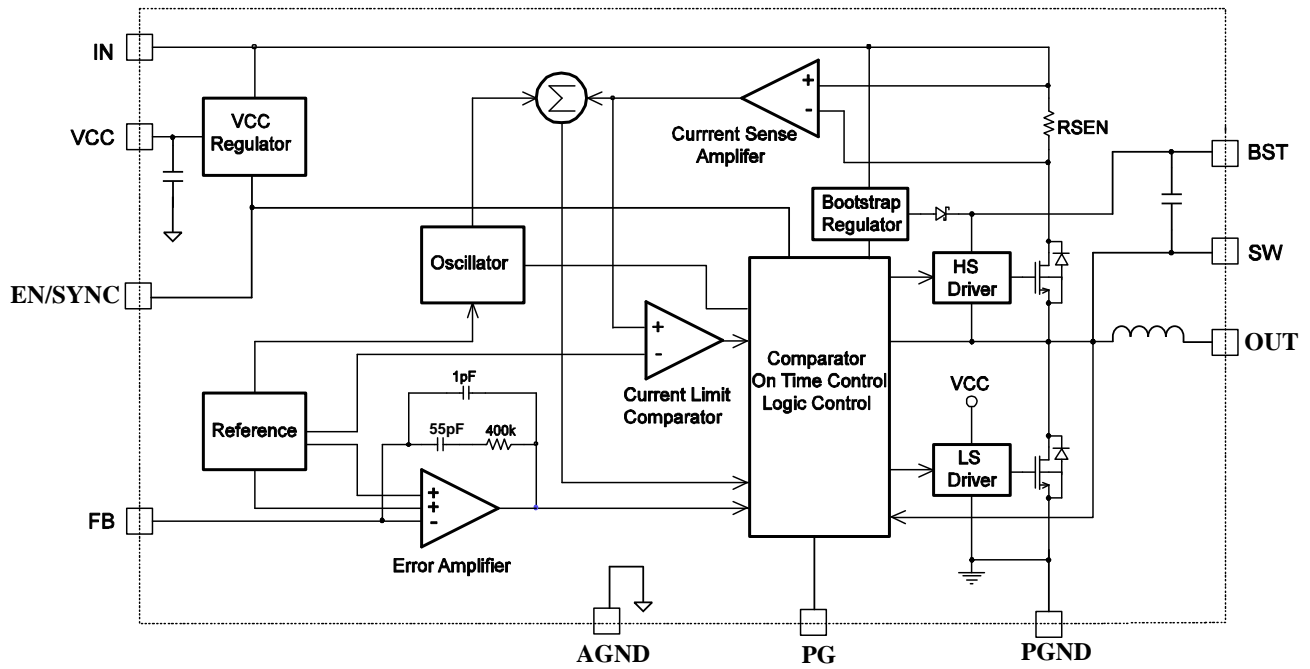 IN
VCC
EN/SYNC
FB
VCC
Regulator
Σ
+
-
Currrent Sense
Amplifer
RSEN
BST
Bootstrap
Regulator
SW
Oscillator
HS
Driver
OUT
+
-
Current Limit
Comparator
Comparator
On Time Control
Logic Control
VCC
1pF
55pF
400k
Reference
LS
Driver
+
+
-
Error Amplifier
AGND
PG
PGND